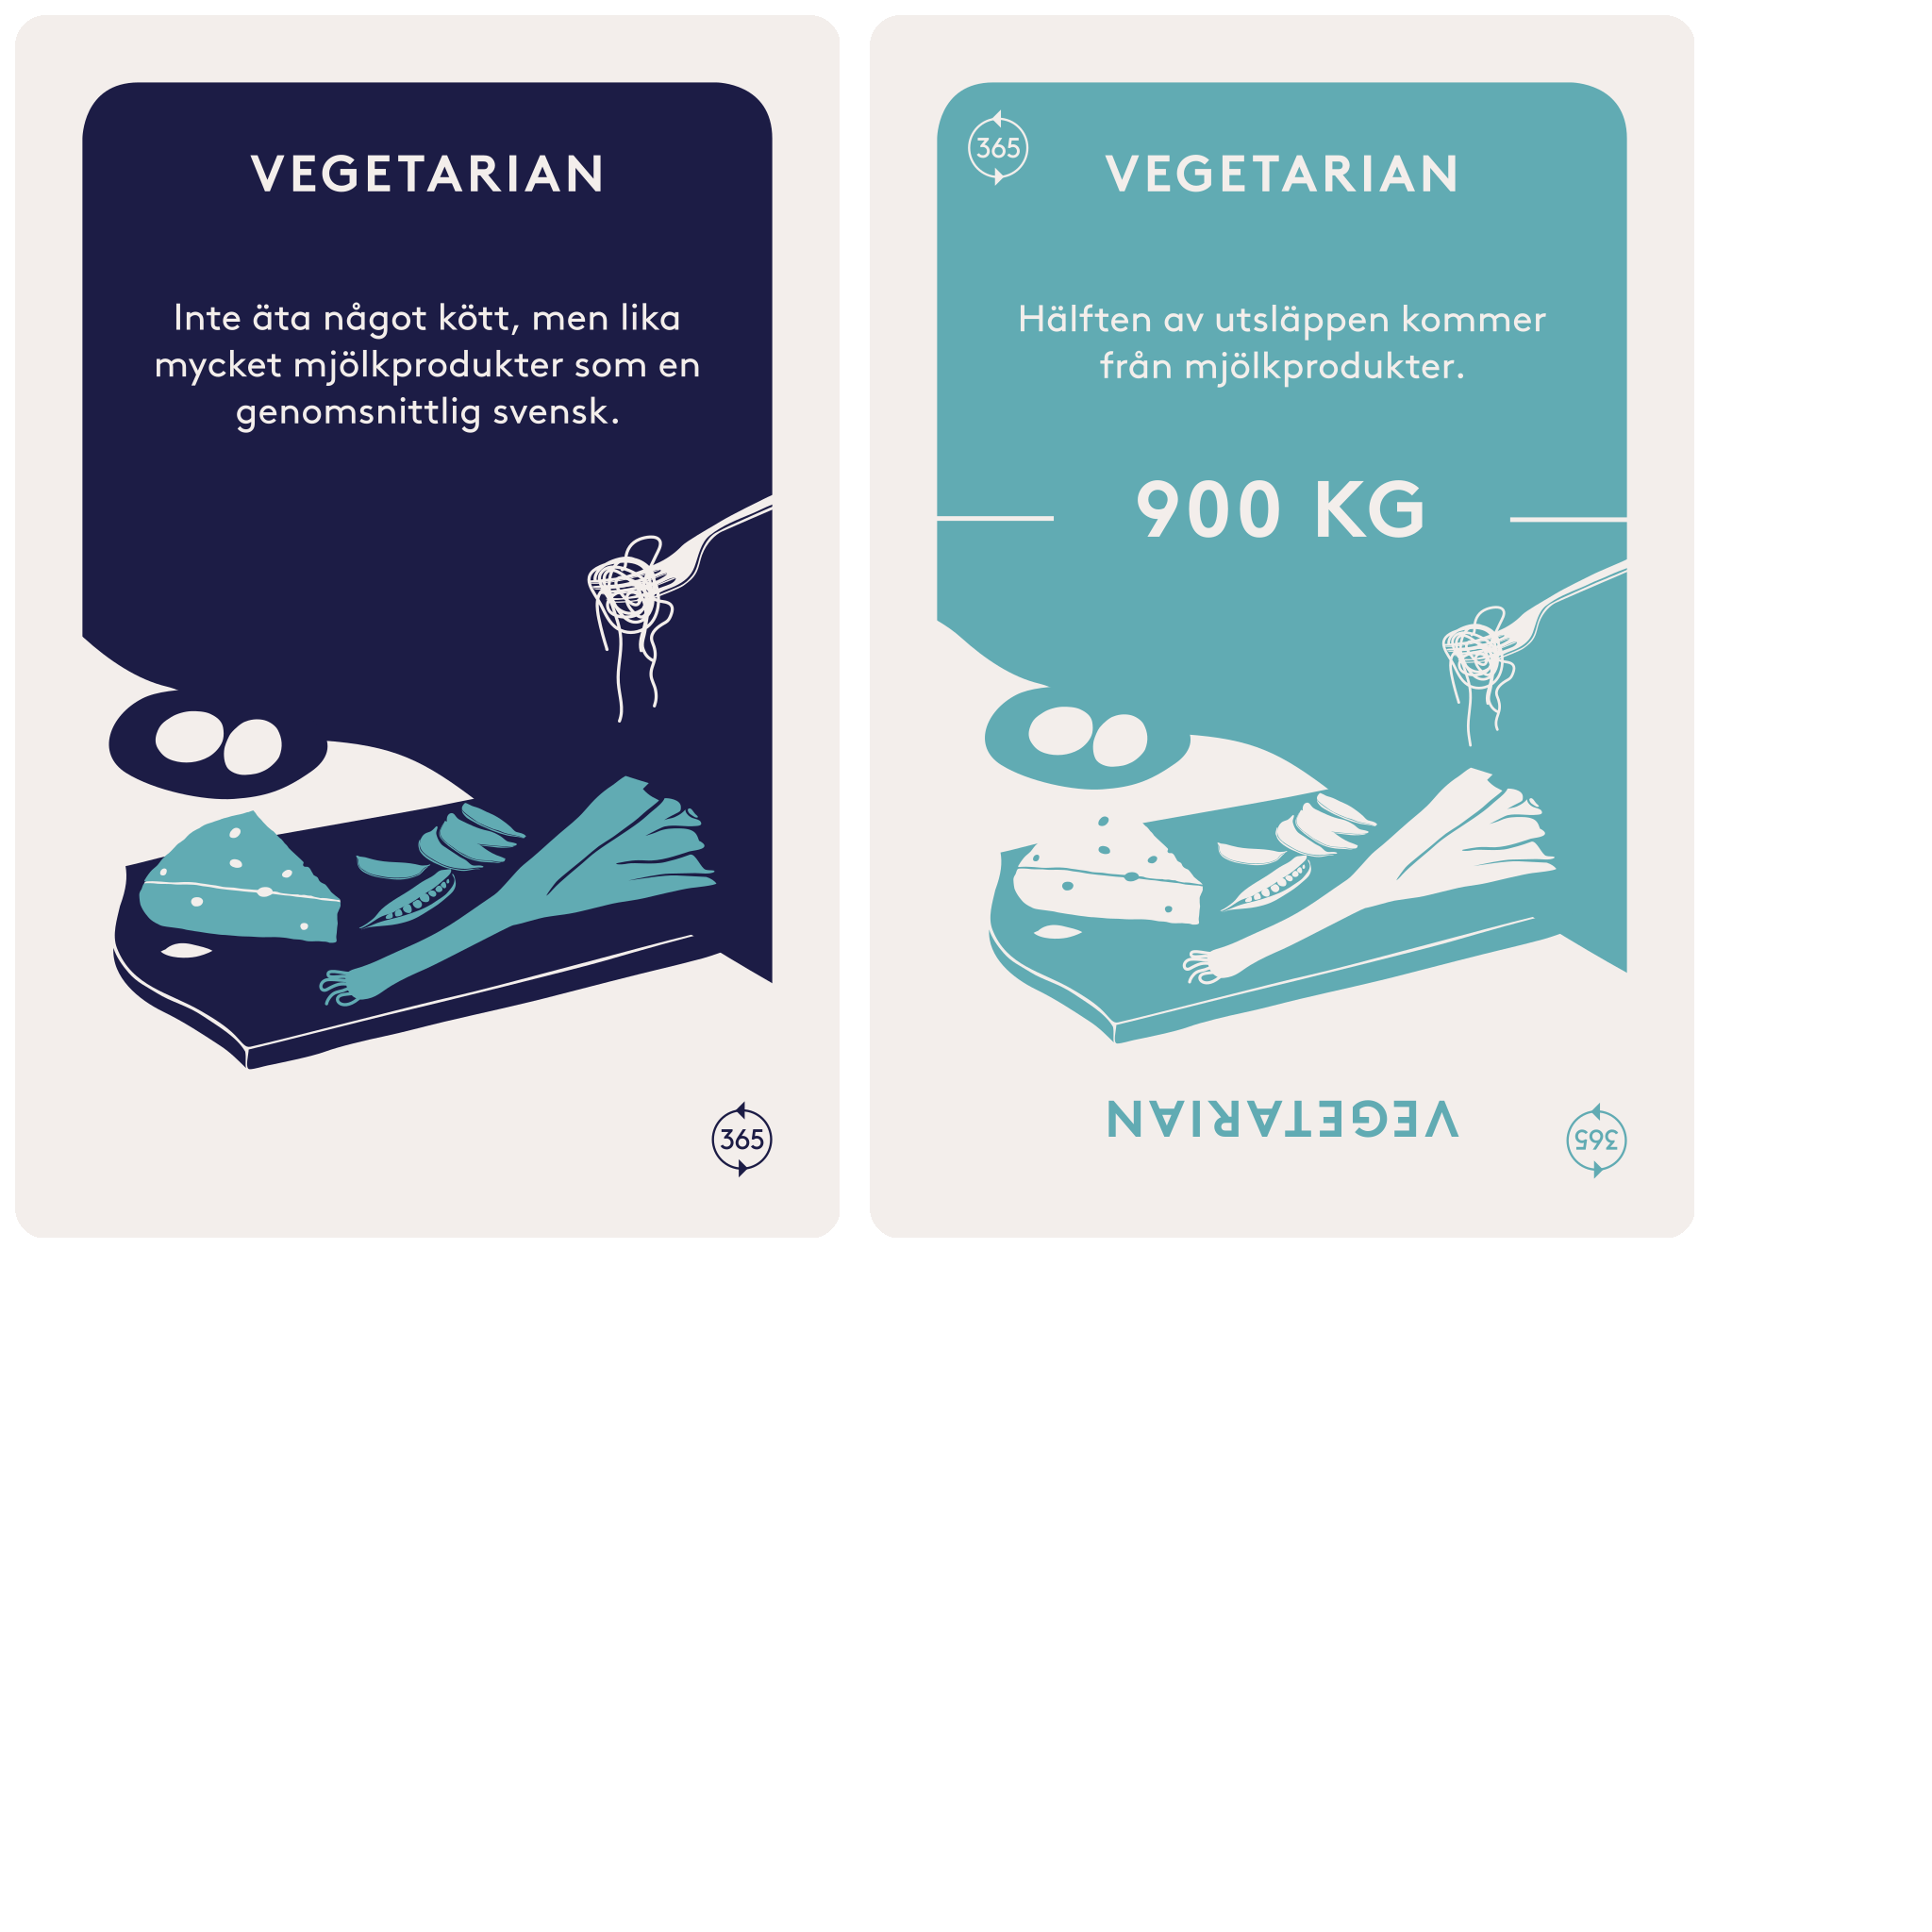 VEGETARIAN
Inte äta något kött, men lika
mycket mjölkprodukter som en
genomsnittlig svensk.
365
365
VEGETARIAN
Hälften av utsläppen kommer
från mjölkprodukter.
900 KG
VEGETARIAN
365